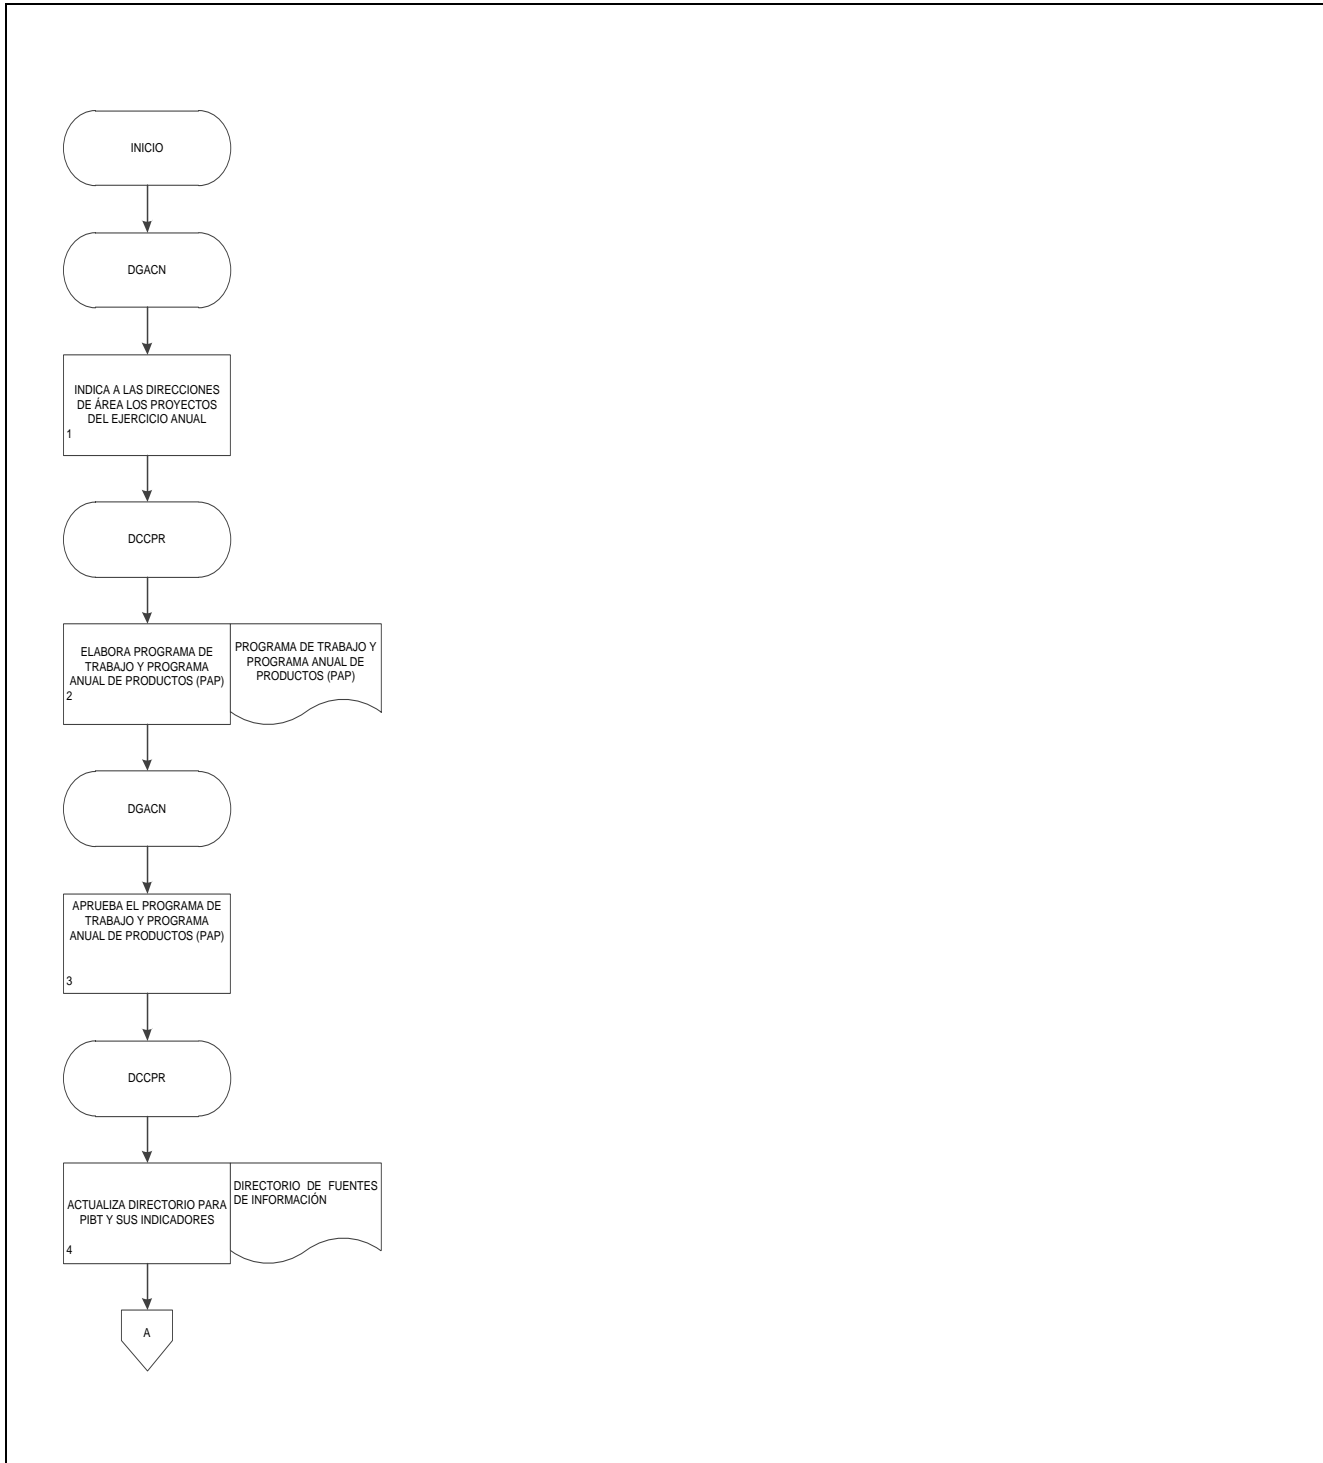 INICIO
DGACN
INDICA A LAS DIRECCIONES
DE ÁREA LOS PROYECTOS
DEL EJERCICIO ANUAL
1
DCCPR
ELABORA PROGRAMA DE
TRABAJO Y PROGRAMA
ANUAL DE PRODUCTOS (PAP)
2
PROGRAMA DE TRABAJO Y
PROGRAMA ANUAL DE
PRODUCTOS (PAP)
DGACN
APRUEBA EL PROGRAMA DE
TRABAJO Y PROGRAMA
ANUAL DE PRODUCTOS (PAP)
3
DCCPR
ACTUALIZA DIRECTORIO PARA
PIBT Y SUS INDICADORES
4
DIRECTORIO DE FUENTES
DE INFORMACIÓN
A